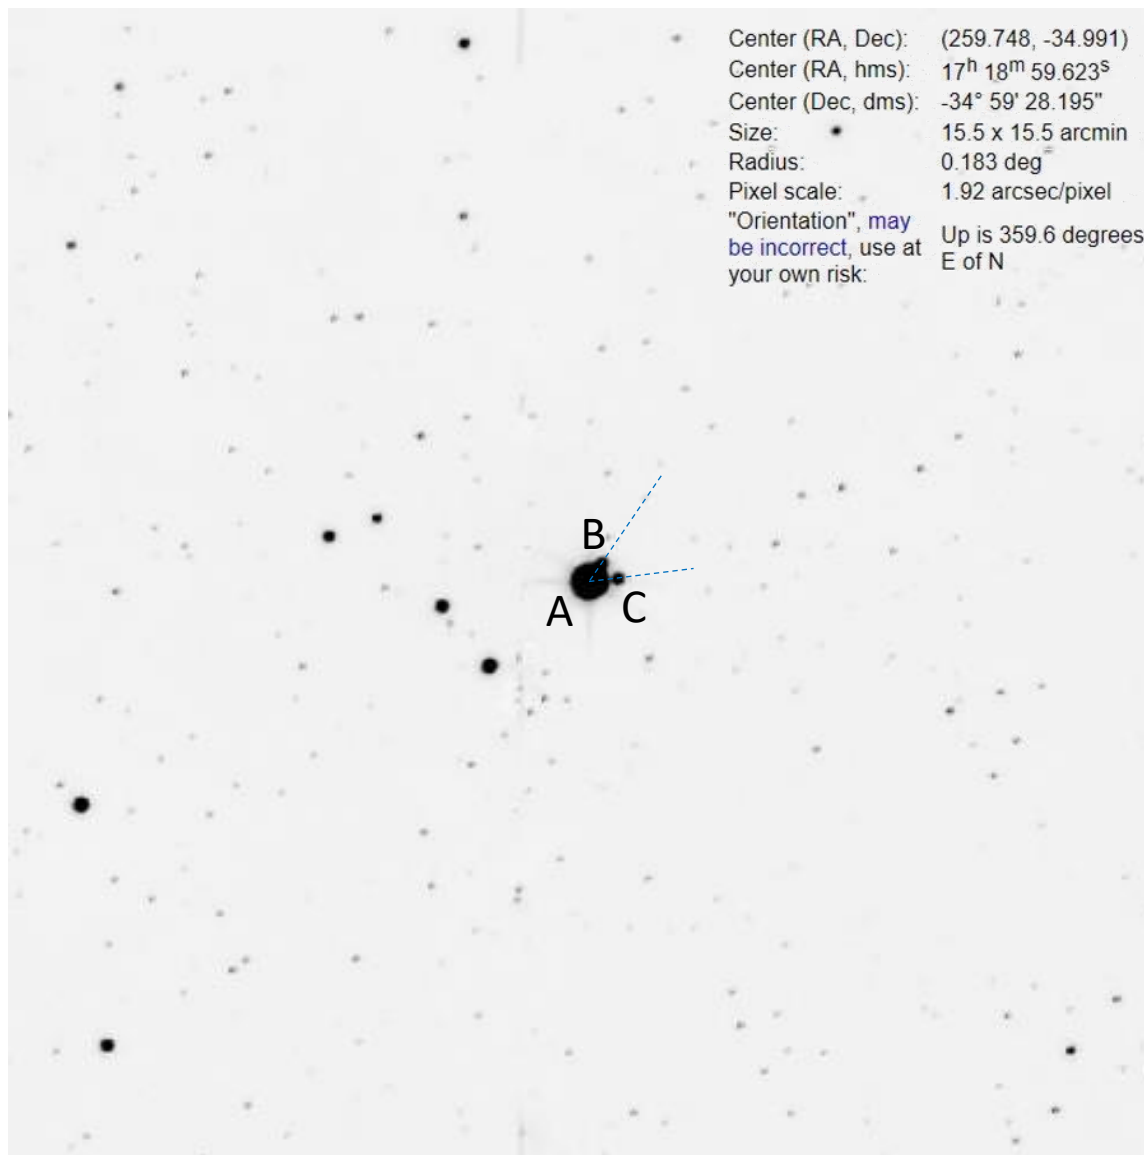 Center (RA, Dec): (259.748, -34.991)
Center (RA, hms): 17h 18m 59.623s
Center (Dec, dms): -34° 59' 28.195"
Size: 15.5 x 15.5 arcmin
Radius: 0.183 deg
Pixel scale: 1.92 arcsec/pixel
"Orientation", may
be incorrect, use at
your own risk:
Up is 359.6 degrees
E of N
B
A
C